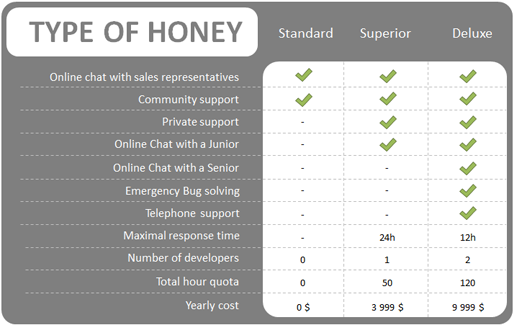 TYPE OF HONEY Standard Superior Deluxe
Online chat with sales representatives
Community support
Private support -
Online Chat with a Junior -
Online Chat with a Senior - -
Emergency Bug solving - -
Telephone support - -
Maximal response time - 24h 12h
Number of developers 0 1 2
Total hour quota 0 50 120
Yearly cost 0 $ 3 999 $ 9 999 $